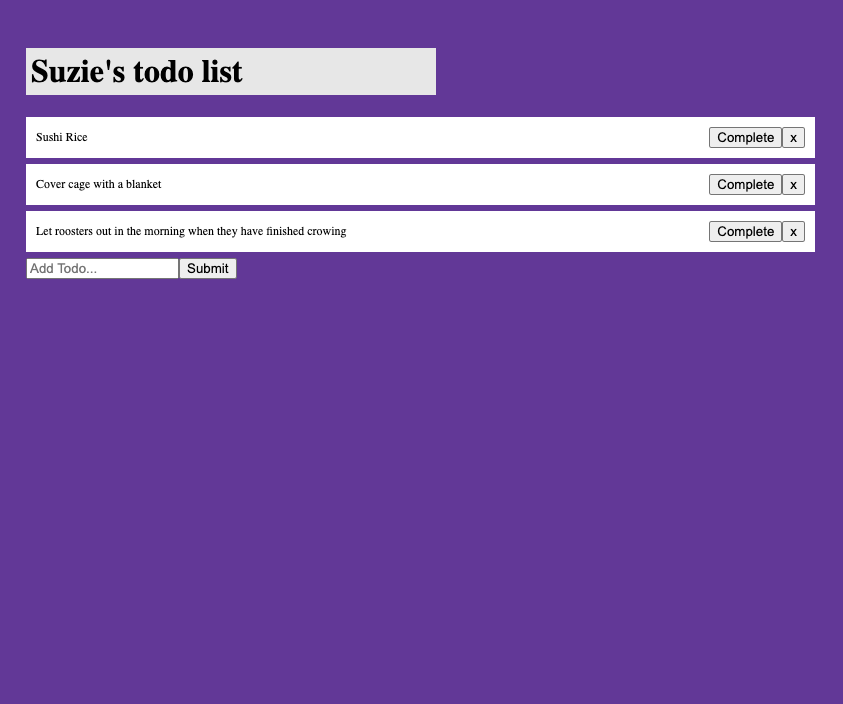 Suzie's todo list
Sushi Rice Complete x
Cover cage with a blanket Complete x
Let roosters out in the morning when they have finished crowing Complete x
Add Todo... Submit